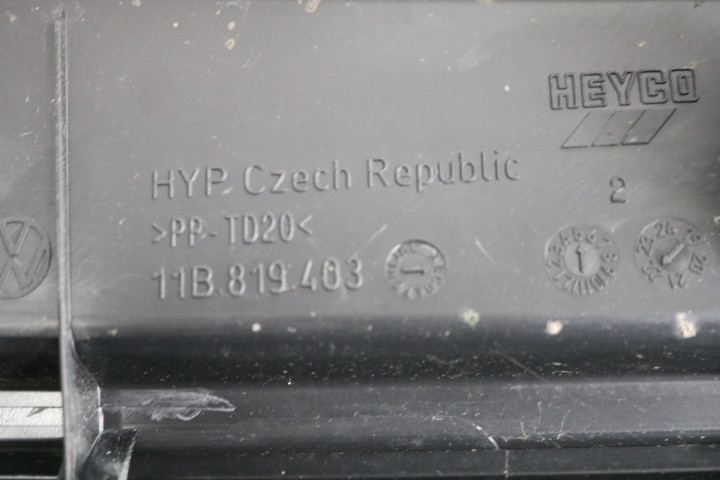 HEYCO
HYP Czech Republic
2
>PP-TD20<
11B.819.403